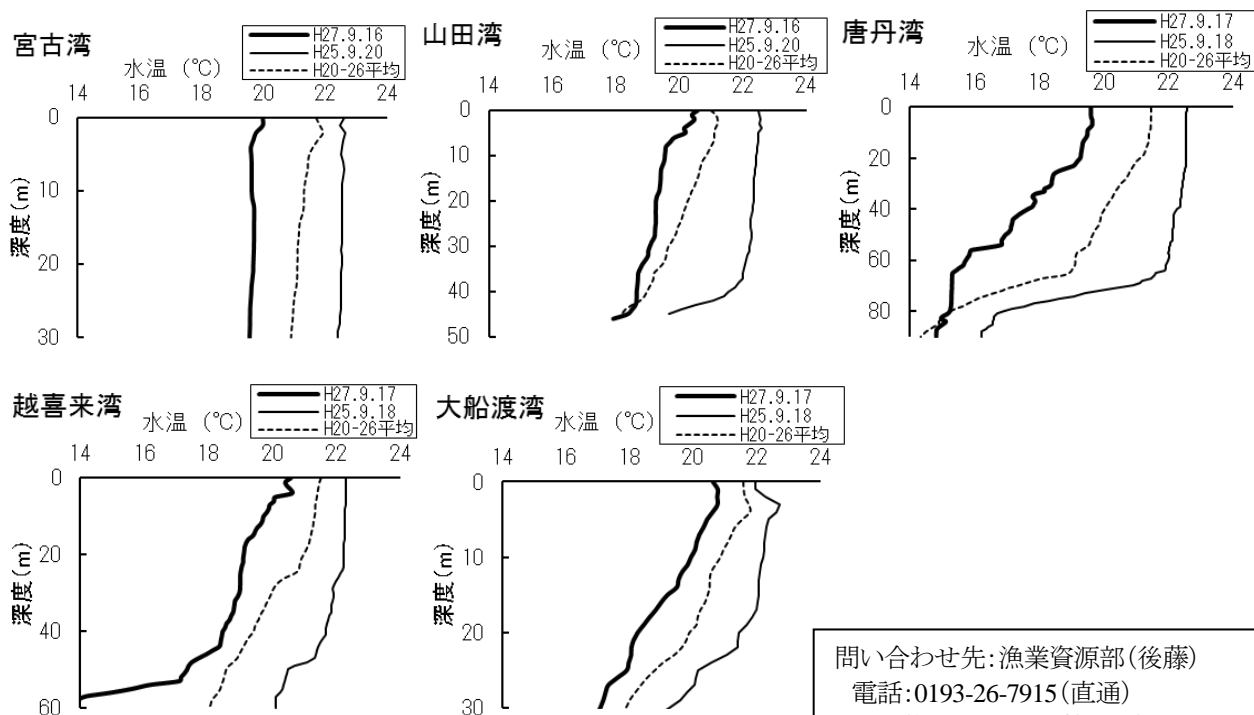 宮古湾
H27.9.16
H25.9.20
H20-26平均
水温 (℃)
14 16 18 20 22 24
0
10
20
30
深度(m)
山田湾
H27.9.16
H25.9.20
H20-26平均
水温 (℃)
14 16 18 20 22 24
0
10
20
30
40
50
深度(m)
唐丹湾
H27.9.17
H25.9.18
H20-26平均
水温 (℃)
14 16 18 20 22 24
0
20
40
60
80
深度(m)
越喜来湾
H27.9.17
H25.9.18
H20-26平均
水温 (℃)
14 16 18 20 22 24
0
20
40
60
深度(m)
大船渡湾
H27.9.17
H25.9.18
H20-26平均
水温 (℃)
14 16 18 20 22 24
0
10
20
30
深度(m)
問い合わせ先:漁業資源部(後藤)
電話:0193-26-7915(直通)